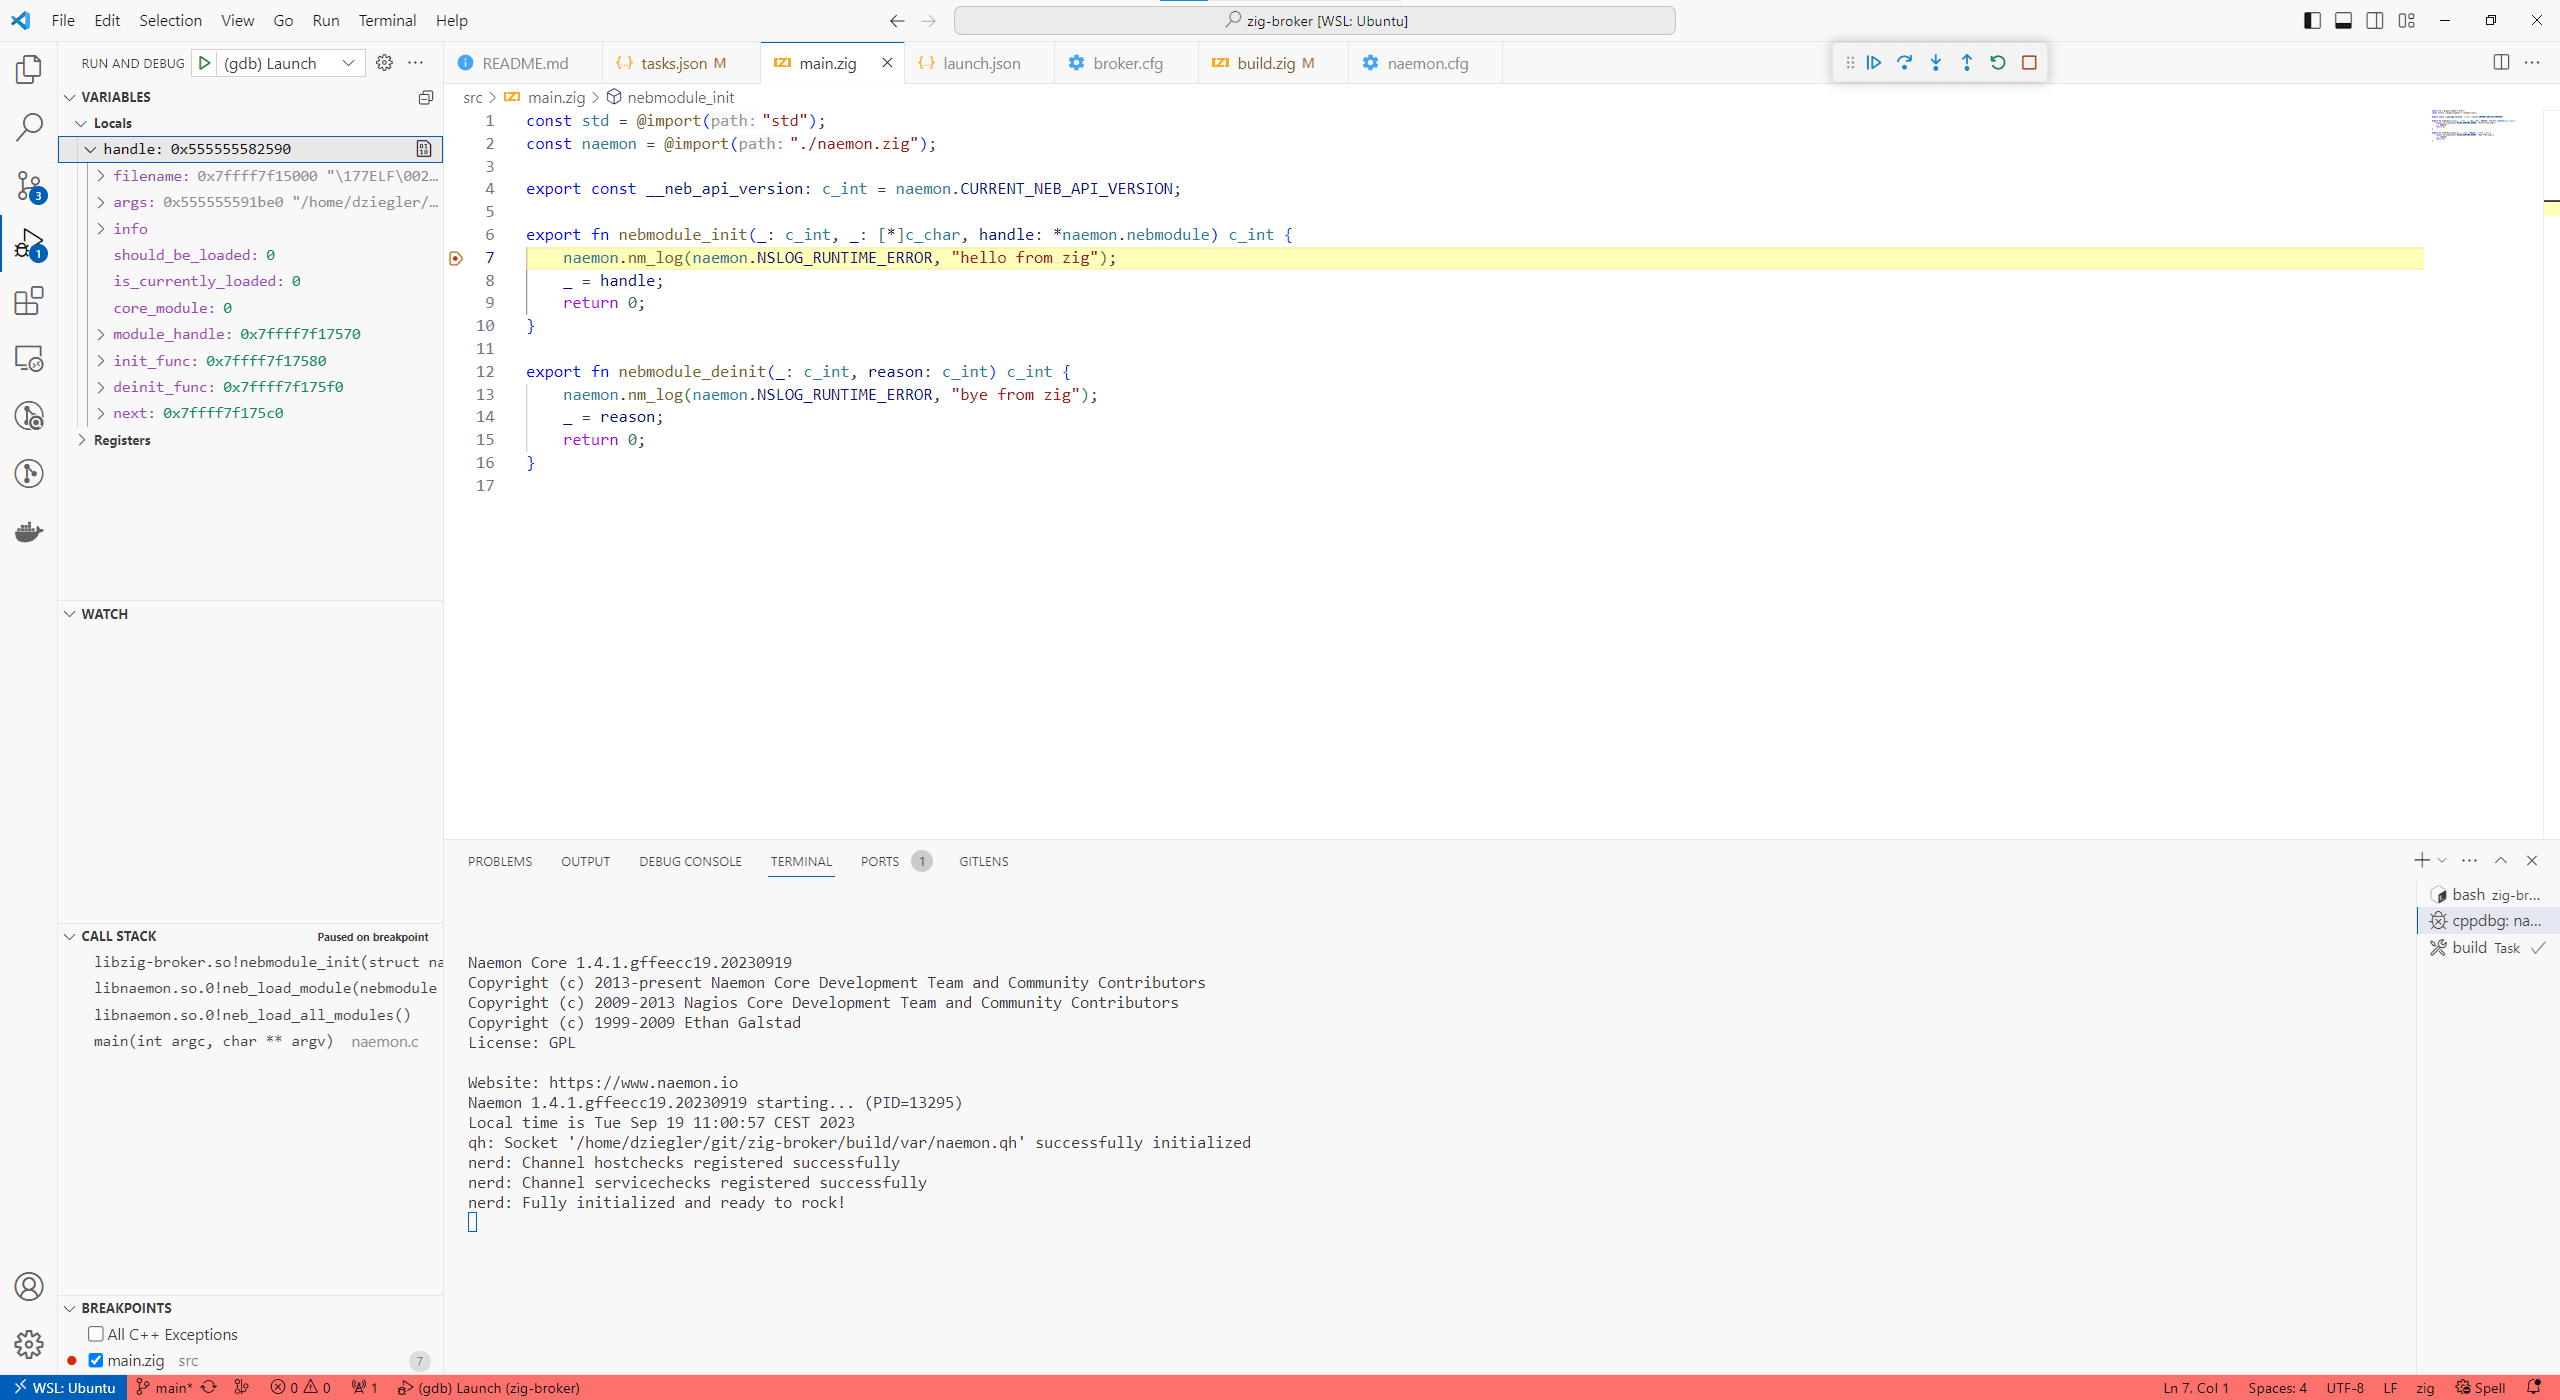 File Edit Selection View Go Run Terminal Help
zig-broker [WSL: Ubuntu]
RUN AND DEBUG (gdb) Launch
README.md tasks.json M main.zig launch.json broker.cfg build.zig M naemon.cfg
VARIABLES
Locals
handle: 0x555555582590
filename: 0x7ffff7f15000 "\177ELF\002…
args: 0x555555591be0 "/home/dziegler/…
info
should_be_loaded: 0
is_currently_loaded: 0
core_module: 0
module_handle: 0x7ffff7f17570
init_func: 0x7ffff7f17580
deinit_func: 0x7ffff7f175f0
next: 0x7ffff7f175c0
Registers
WATCH
CALL STACK Paused on breakpoint
libzig-broker.so!nebmodule_init(struct na
libnaemon.so.0!neb_load_module(nebmodule
libnaemon.so.0!neb_load_all_modules()
main(int argc, char ** argv) naemon.c
BREAKPOINTS
All C++ Exceptions
main.zig src 7
3
1
src > main.zig > nebmodule_init
1 const std = @import(path: "std");
2 const naemon = @import(path: "./naemon.zig");
3
4 export const __neb_api_version: c_int = naemon.CURRENT_NEB_API_VERSION;
5
6 export fn nebmodule_init(_: c_int, _: [*]c_char, handle: *naemon.nebmodule) c_int {
7 naemon.nm_log(naemon.NSLOG_RUNTIME_ERROR, "hello from zig");
8 _ = handle;
9 return 0;
10 }
11
12 export fn nebmodule_deinit(_: c_int, reason: c_int) c_int {
13 naemon.nm_log(naemon.NSLOG_RUNTIME_ERROR, "bye from zig");
14 _ = reason;
15 return 0;
16 }
17
PROBLEMS OUTPUT DEBUG CONSOLE TERMINAL PORTS 1 GITLENS
Naemon Core 1.4.1.gffeecc19.20230919
Copyright (c) 2013-present Naemon Core Development Team and Community Contributors
Copyright (c) 2009-2013 Nagios Core Development Team and Community Contributors
Copyright (c) 1999-2009 Ethan Galstad
License: GPL
Website: https://www.naemon.io
Naemon 1.4.1.gffeecc19.20230919 starting... (PID=13295)
Local time is Tue Sep 19 11:00:57 CEST 2023
qh: Socket '/home/dziegler/git/zig-broker/build/var/naemon.qh' successfully initialized
nerd: Channel hostchecks registered successfully
nerd: Channel servicechecks registered successfully
nerd: Fully initialized and ready to rock!
bash zig-br...
cppdbg: na...
build Task
WSL: Ubuntu main* 0 0 1 (gdb) Launch (zig-broker) Ln 7, Col 1 Spaces: 4 UTF-8 LF zig Spell